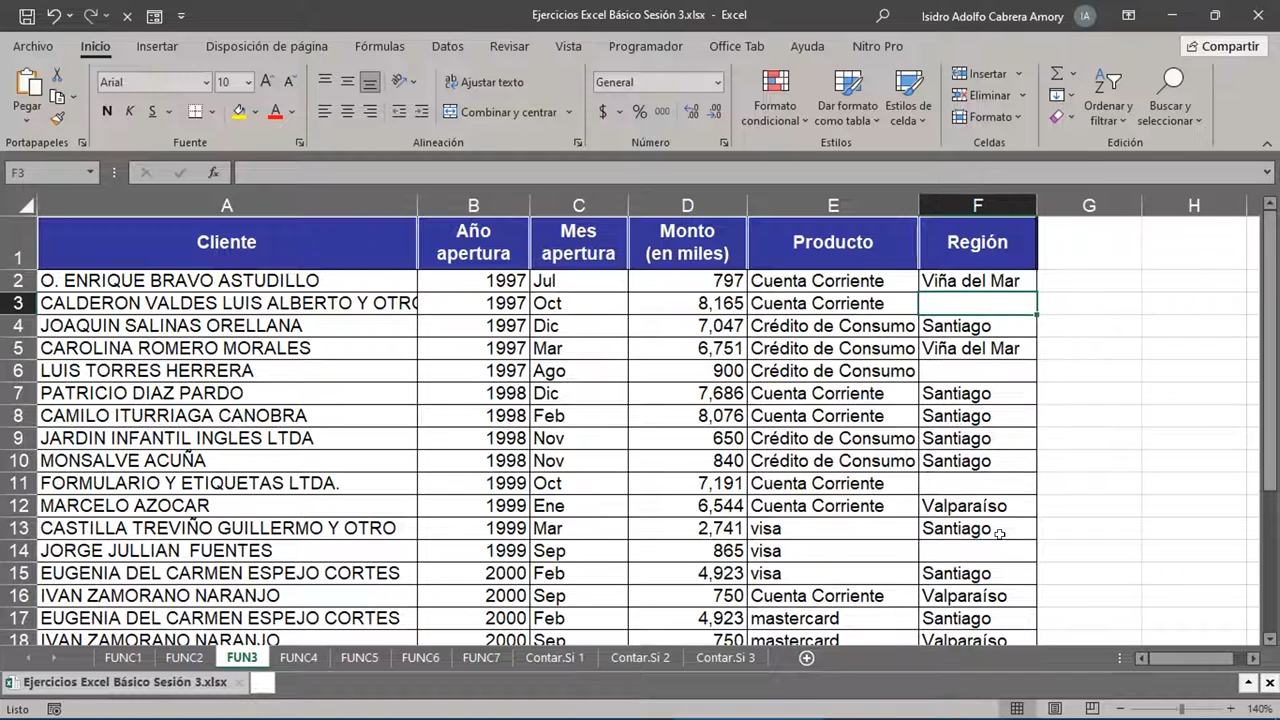 Ejercicios Excel Básico Sesión 3.xlsx - Excel
Isidro Adolfo Cabrera Amory
IA
Archivo Inicio Insertar Disposición de página Fórmulas Datos Revisar Vista Programador Office Tab Ayuda Nitro Pro
Compartir
Pegar
Arial 10
N K S
Ajustar texto
Combinar y centrar
General
$ % 000
Formato condicional
Dar formato como tabla
Estilos de celda
Insertar
Eliminar
Formato
Ordenar y filtrar
Buscar y seleccionar
Portapapeles Fuente Alineación Número Estilos Celdas Edición
F3
fx
A B C D E F G H
1 Cliente Año apertura Mes apertura Monto (en miles) Producto Región
2 O. ENRIQUE BRAVO ASTUDILLO 1997 Jul 797 Cuenta Corriente Viña del Mar
3 CALDERON VALDES LUIS ALBERTO Y OTRO 1997 Oct 8,165 Cuenta Corriente
4 JOAQUIN SALINAS ORELLANA 1997 Dic 7,047 Crédito de Consumo Santiago
5 CAROLINA ROMERO MORALES 1997 Mar 6,751 Crédito de Consumo Viña del Mar
6 LUIS TORRES HERRERA 1997 Ago 900 Crédito de Consumo
7 PATRICIO DIAZ PARDO 1998 Dic 7,686 Cuenta Corriente Santiago
8 CAMILO ITURRIAGA CANOBRA 1998 Feb 8,076 Cuenta Corriente Santiago
9 JARDIN INFANTIL INGLES LTDA 1998 Nov 650 Crédito de Consumo Santiago
10 MONSALVE ACUÑA 1998 Nov 840 Crédito de Consumo Santiago
11 FORMULARIO Y ETIQUETAS LTDA. 1999 Oct 7,191 Cuenta Corriente
12 MARCELO AZOCAR 1999 Ene 6,544 Cuenta Corriente Valparaíso
13 CASTILLA TREVIÑO GUILLERMO Y OTRO 1999 Mar 2,741 visa Santiago
14 JORGE JULLIAN FUENTES 1999 Sep 865 visa
15 EUGENIA DEL CARMEN ESPEJO CORTES 2000 Feb 4,923 visa Santiago
16 IVAN ZAMORANO NARANJO 2000 Sep 750 Cuenta Corriente Valparaíso
17 EUGENIA DEL CARMEN ESPEJO CORTES 2000 Feb 4,923 mastercard Santiago
18 IVAN ZAMORANO NARANJO 2000 Sep 750 mastercard Valparaíso
FUNC1 FUNC2 FUN3 FUNC4 FUNC5 FUNC6 FUNC7 Contar.Si 1 Contar.Si 2 Contar.Si 3
Ejercicios Excel Básico Sesión 3.xlsx
Listo
140%